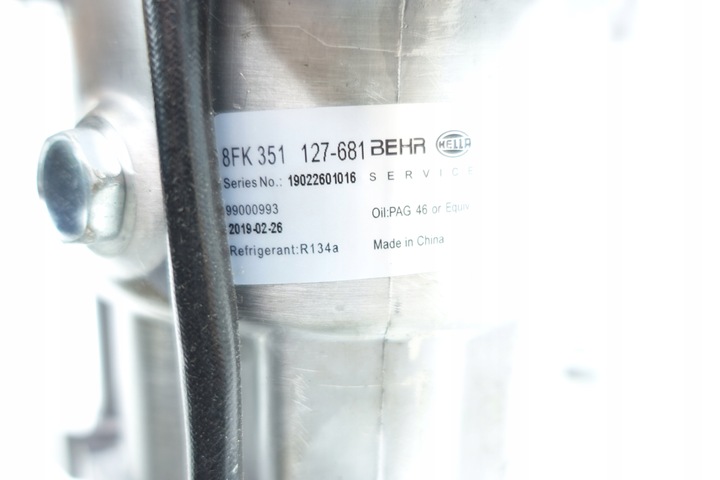 8FK 351 127-681 BEHR HELLA
Series No.: 19022601016 SERVICE
99000993
2019-02-26 Oil:PAG 46 or Equiv
Refrigerant:R134a Made in China